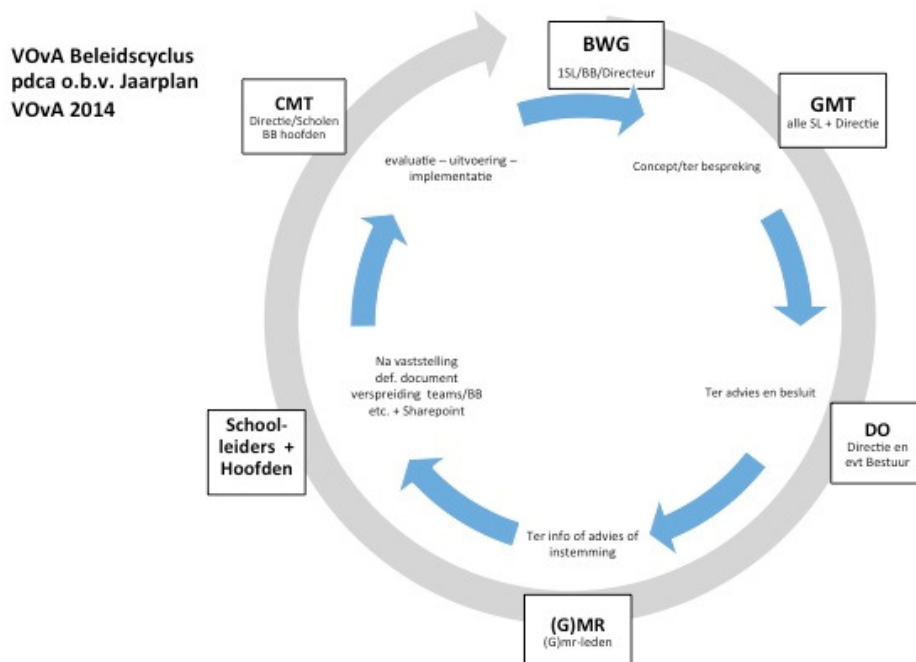 VOvA Beleidscyclus
pdca o.b.v. Jaarplan
VOvA 2014
BWG
1SL/BB/Directeur
GMT
alle SL + Directie
CMT
Directie/Scholen
BB hoofden
evaluatie – uitvoering –
implementatie
Concept/ter bespreking
Na vaststelling
def. document
verspreiding teams/BB
etc. + Sharepoint
Ter advies en besluit
School-
leiders +
Hoofden
DO
Directie en
evt Bestuur
Ter info of advies of
instemming
(G)MR
(G)mr-leden